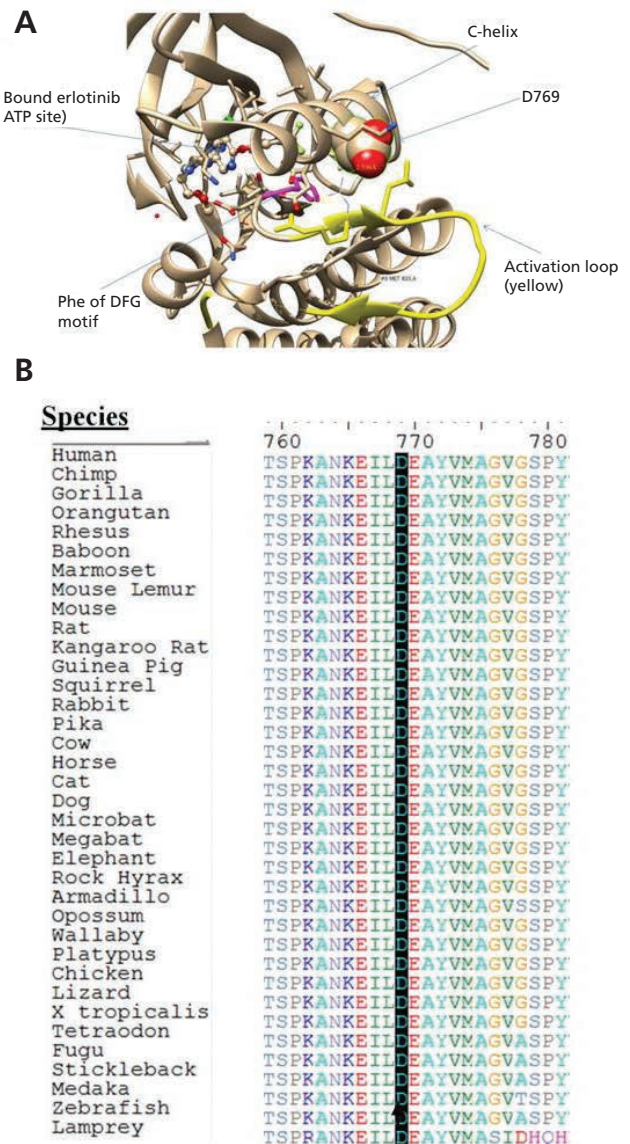 A
C-helix
Bound erlotinib
ATP site)
D769
Activation loop
(yellow)
Phe of DFG
motif
B
Species
760 770 780
Human TSPKANKEILDEAYVMAGVGSPY
Chimp TSPKANKEILDEAYVMAGVGSPY
Gorilla TSPKANKEILDEAYVMAGVGSPY
Orangutan TSPKANKEILDEAYVMAGVGSPY
Rhesus TSPKANKEILDEAYVMAGVGSPY
Baboon TSPKANKEILDEAYVMAGVGSPY
Marmoset TSPKANKEILDEAYVMAGVGSPY
Mouse Lemur TSPKANKEILDEAYVMAGVGSPY
Mouse TSPKANKEILDEAYVMAGVGSPY
Rat TSPKANKEILDEAYVMAGVGSPY
Kangaroo Rat TSPKANKEILDEAYVMAGVGSPY
Guinea Pig TSPKANKEILDEAYVMAGVGSPY
Squirrel TSPKANKEILDEAYVMAGVGSPY
Rabbit TSPKANKEILDEAYVMAGVGSPY
Pika TSPKANKEILDEAYVMAGVGSPY
Cow TSPKANKEILDEAYVMAGVGSPY
Horse TSPKANKEILDEAYVMAGVGSPY
Cat TSPKANKEILDEAYVMAGVGSPY
Dog TSPKANKEILDEAYVMAGVGSPY
Microbat TSPKANKEILDEAYVMAGVGSPY
Megabat TSPKANKEILDEAYVMAGVGSPY
Elephant TSPKANKEILDEAYVMAGVGSPY
Rock Hyrax TSPKANKEILDEAYVMAGVGSPY
Armadillo TSPKANKEILDEAYVMAGVSSPY
Opossum TSPKANKEILDEAYVMAGVGSPY
Wallaby TSPKANKEILDEAYVMAGVGSPY
Platypus TSPKANKEILDEAYVMAGVGSPY
Chicken TSPKANKEILDEAYVMAGVGSPY
Lizard TSPKANKEILDEAYVMAGVGSPY
X tropicalis TSPKANKEILDEAYVMAGVGSPY
Tetraodon TSPKANKEILDEAYVMAGVASPY
Fugu TSPKANKEILDEAYVMAGVASPY
Stickleback TSPKANKEILDEAYVMAGVASPY
Medaka TSPKANKEILDEAYVMAGVTSPY
Zebrafish TSPKANKEILDEAYVMAGVASPY
Lamprey TSPRANKEILDEAYVMASIDHQH